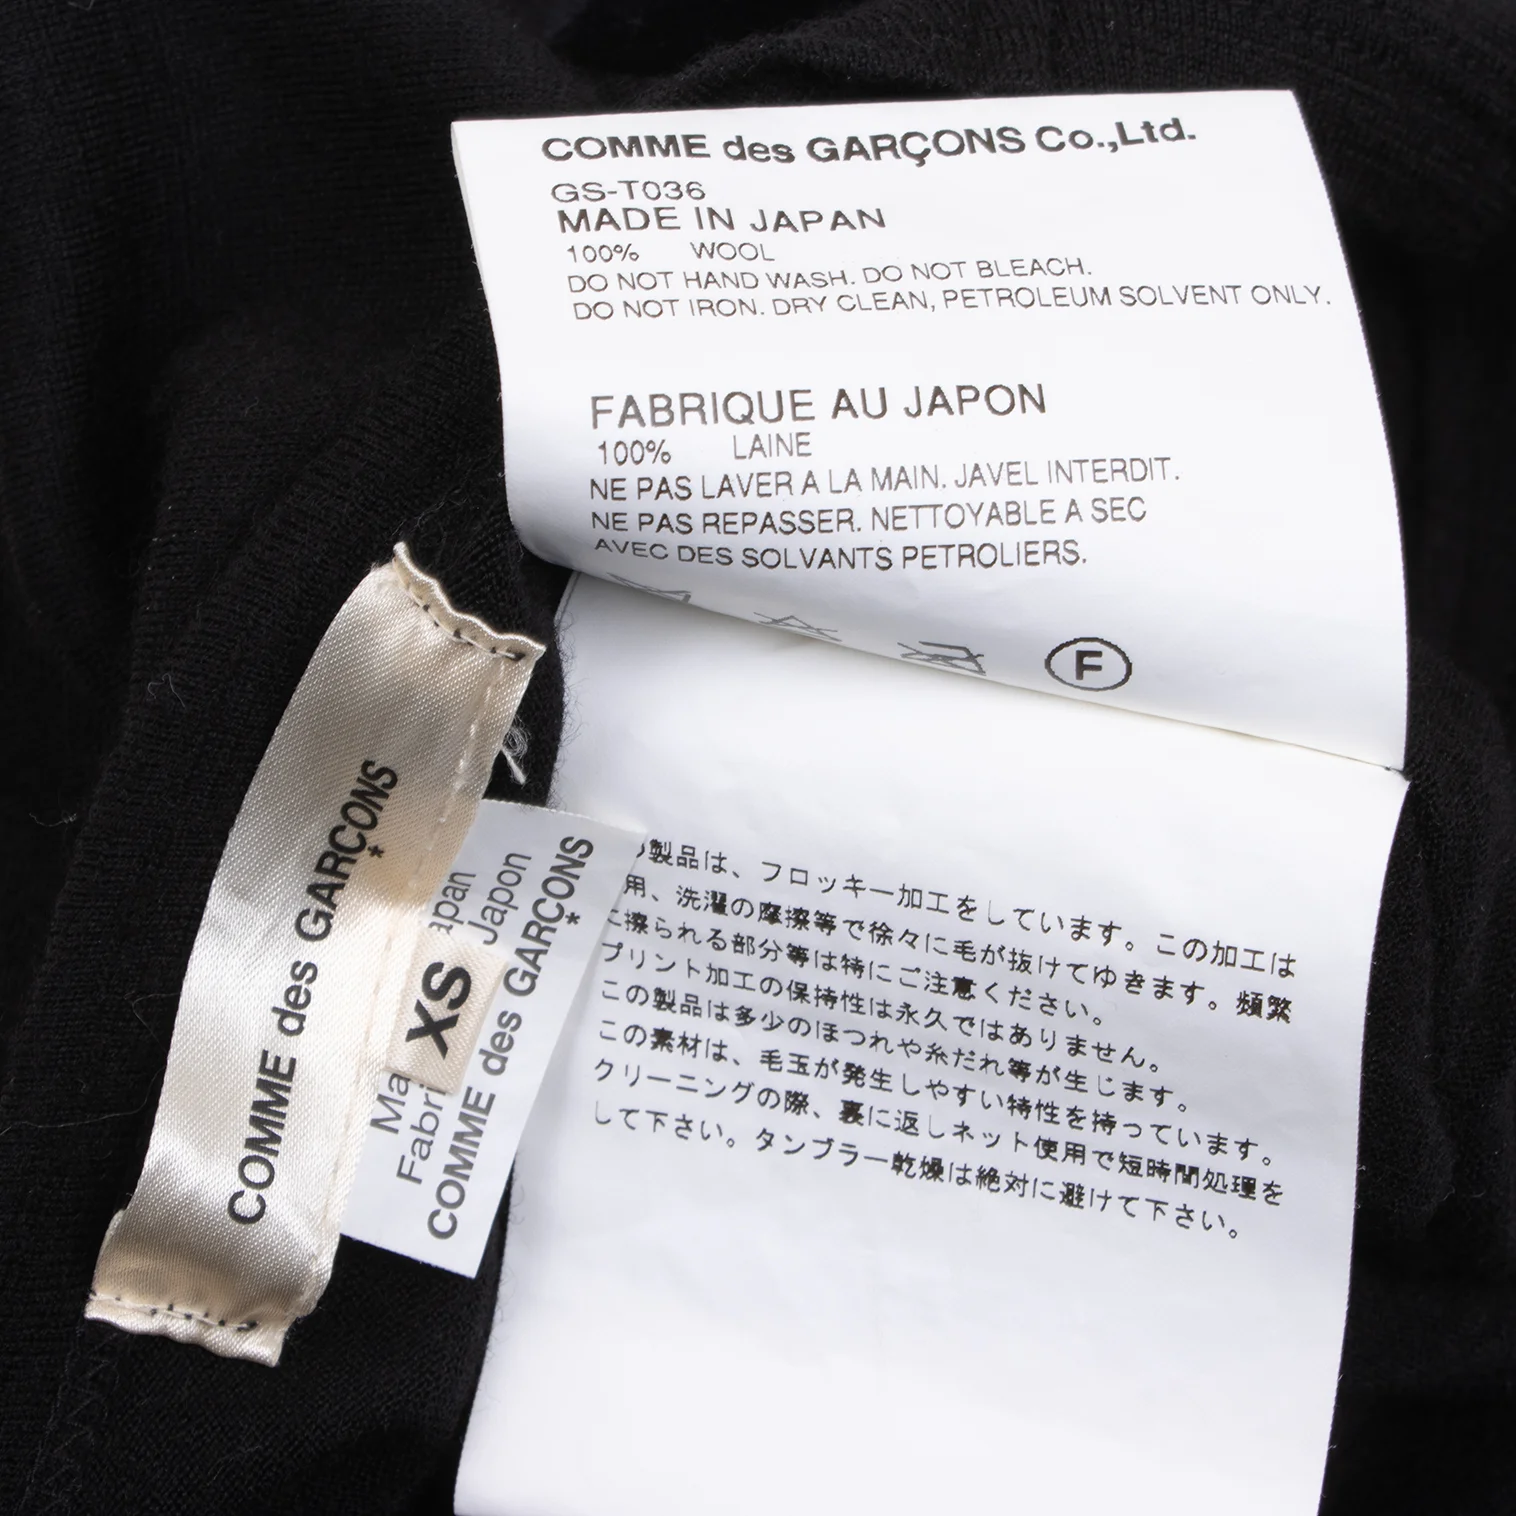 COMME des GARÇONS Co.,Ltd.
GS-T036
MADE IN JAPAN
100% WOOL
DO NOT HAND WASH. DO NOT BLEACH.
DO NOT IRON. DRY CLEAN, PETROLEUM SOLVENT ONLY.
FABRIQUE AU JAPON
100% LAINE
NE PAS LAVER A LA MAIN. JAVEL INTERDIT.
NE PAS REPASSER. NETTOYABLE A SEC
AVEC DES SOLVANTS PETROLIERS.
F
COMME des GARÇONS
XS
Ma apan
Fabri Japon
COMME des GARÇONS
製品は、フロッキー加工をしています。この加工は
用、洗濯の摩擦等で徐々に毛が抜けてゆきます。頻繁
に擦られる部分等は特にご注意ください。
プリント加工の保持性は永久ではありません。
この製品は多少のほつれや糸だれ等が生じます。
この素材は、毛玉が発生しやすい特性を持っています。
クリーニングの際、裏に返しネット使用で短時間処理を
して下さい。タンブラー乾燥は絶対に避けて下さい。